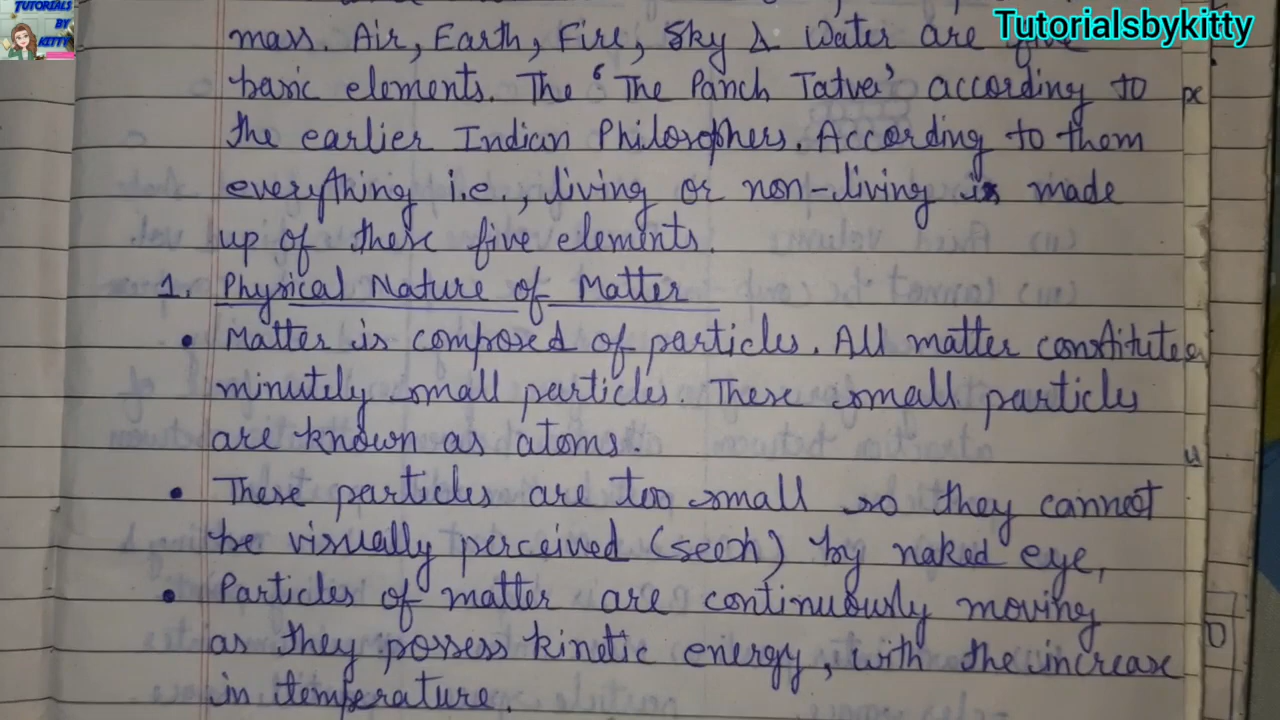 TUTORIALS
BY
KITTY
Tutorialsbykitty
mass. Air, Earth, Fire, Sky & Water are five
basic elements. The ‘The Panch Tatva’ according to
the earlier Indian Philosophers. According to them
everything i.e., living or non-living is made
up of these five elements.
1. Physical Nature of Matter
• Matter is composed of particles. All matter constitutes
minutely small particles. These small particles
are known as atoms.
• These particles are too small so they cannot
be visually perceived (seen) by naked eye,
• Particles of matter are continuously moving
as they possess kinetic energy, with the increase
in temperature.